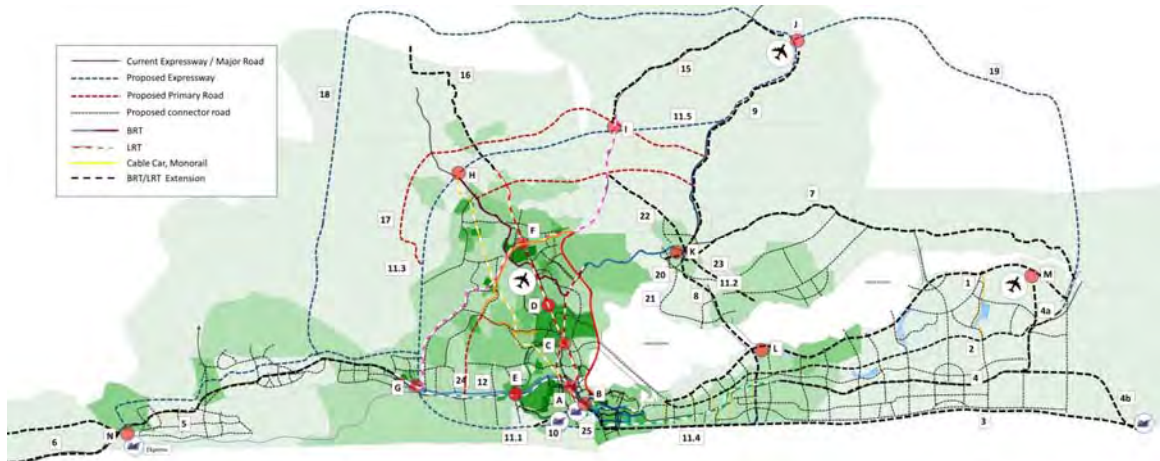 Current Expressway / Major Road
Proposed Expressway
Proposed Primary Road
Proposed connector road
BRT
LRT
Cable Car, Monorail
BRT/LRT Extension
J
16
15
19
18
11.5
9
I
H
7
17
22
F
11.3
K
20
23
21
11.2
8
1
M
4a
D
C
L
2
G
24
12
E
4
A
B
5
10
25
4b
N
11.1
11.4
3
6